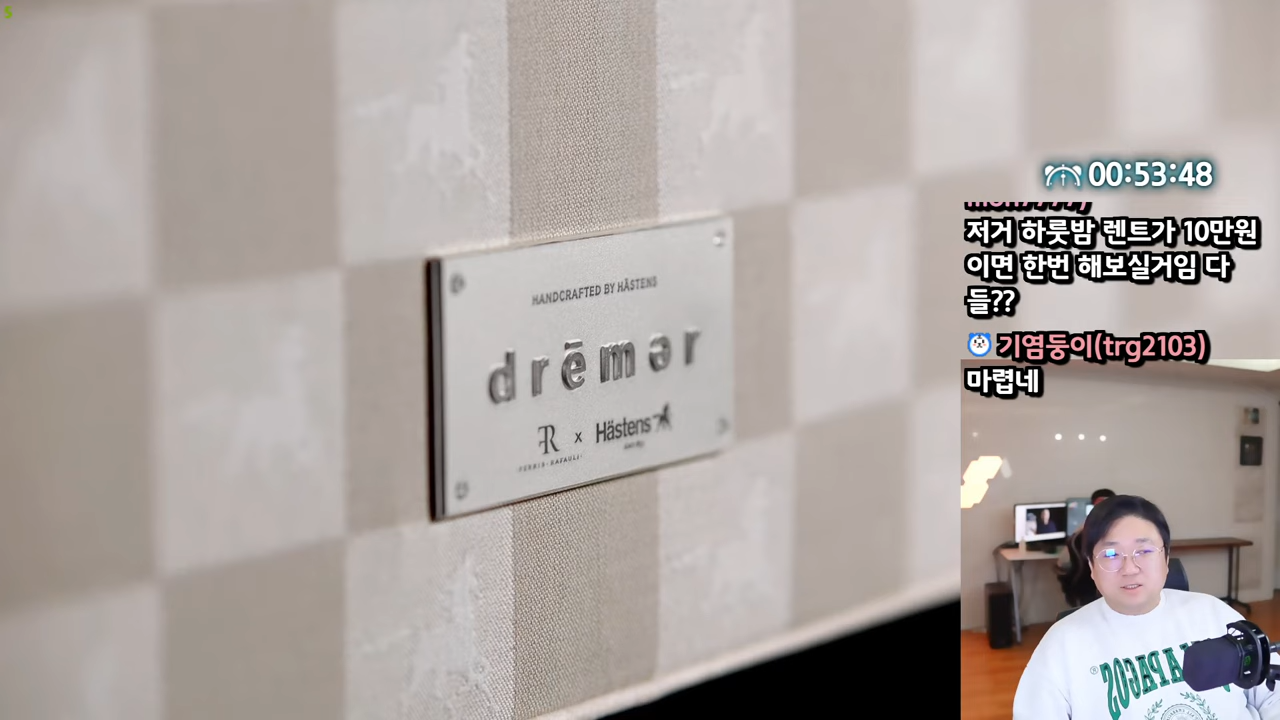 5
00:53:48
저거 하룻밤 렌트가 10만원
이면 한번 해보실거임 다
들??
기염둥이(trg2103)
마렵네
HANDCRAFTED BY HÄSTENS
drēmər
FR x Hästens
FERRIS RAFAULI
GALAPAGOS